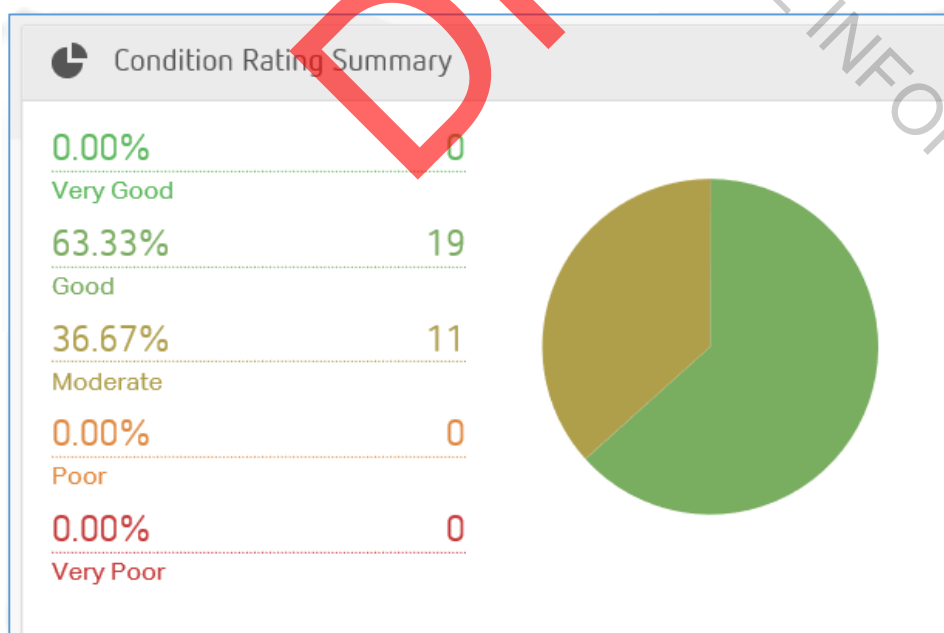 Condition Rating Summary
0.00% 0
Very Good
63.33% 19
Good
36.67% 11
Moderate
0.00% 0
Poor
0.00% 0
Very Poor